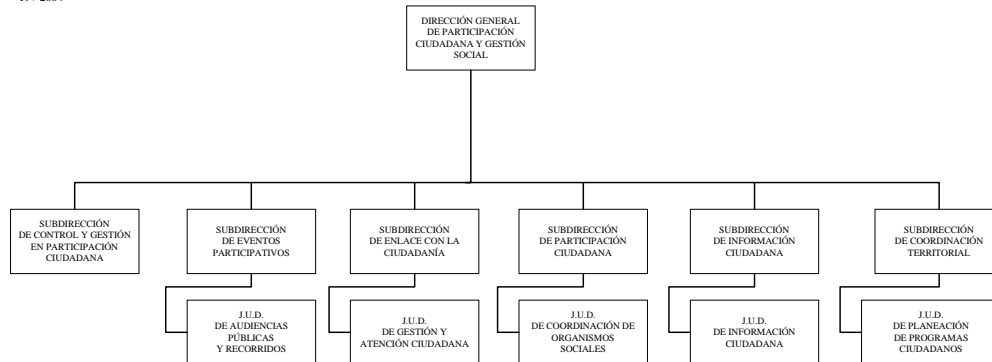 DIRECCIÓN GENERAL
DE PARTICIPACIÓN
CIUDADANA Y GESTIÓN
SOCIAL
SUBDIRECCIÓN
DE CONTROL Y GESTIÓN
EN PARTICIPACIÓN
CIUDADANA
SUBDIRECCIÓN
DE EVENTOS
PARTICIPATIVOS
SUBDIRECCIÓN
DE ENLACE CON LA
CIUDADANÍA
SUBDIRECCIÓN
DE PARTICIPACIÓN
CIUDADANA
SUBDIRECCIÓN
DE INFORMACIÓN
CIUDADANA
SUBDIRECCIÓN
DE COORDINACIÓN
TERRITORIAL
J.U.D.
DE AUDIENCIAS
PÚBLICAS
Y RECORRIDOS
J.U.D.
DE GESTIÓN Y
ATENCIÓN CIUDADANA
J.U.D.
DE COORDINACIÓN DE
ORGANISMOS
SOCIALES
J.U.D.
DE INFORMACIÓN
CIUDADANA
J.U.D.
DE PLANEACIÓN
DE PROGRAMAS
CIUDADANOS